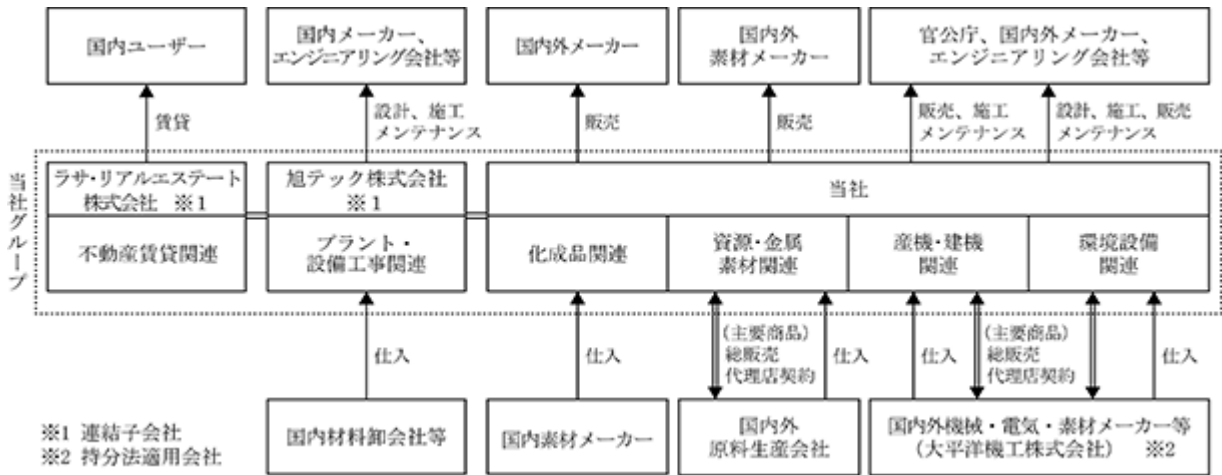 国内ユーザー
国内メーカー、
エンジニアリング会社等
国内外メーカー
国内外
素材メーカー
官公庁、国内外メーカー、
エンジニアリング会社等
賃貸
設計、施工
メンテナンス
販売
販売
販売、施工
メンテナンス
設計、施工、販売
メンテナンス
当社グループ
ラサ・リアルエステート
株式会社 ※1
旭テック株式会社
※1
当社
不動産賃貸関連
プラント・
設備工事関連
化成品関連
資源・金属
素材関連
産機・建機
関連
環境設備
関連
仕入
仕入
(主要商品)
総販売
代理店契約
仕入
仕入
(主要商品)
総販売
代理店契約
仕入
国内材料卸会社等
国内素材メーカー
国内外
原料生産会社
国内外機械・電気・素材メーカー等
(大平洋機工株式会社) ※2
※1 連結子会社
※2 持分法適用会社